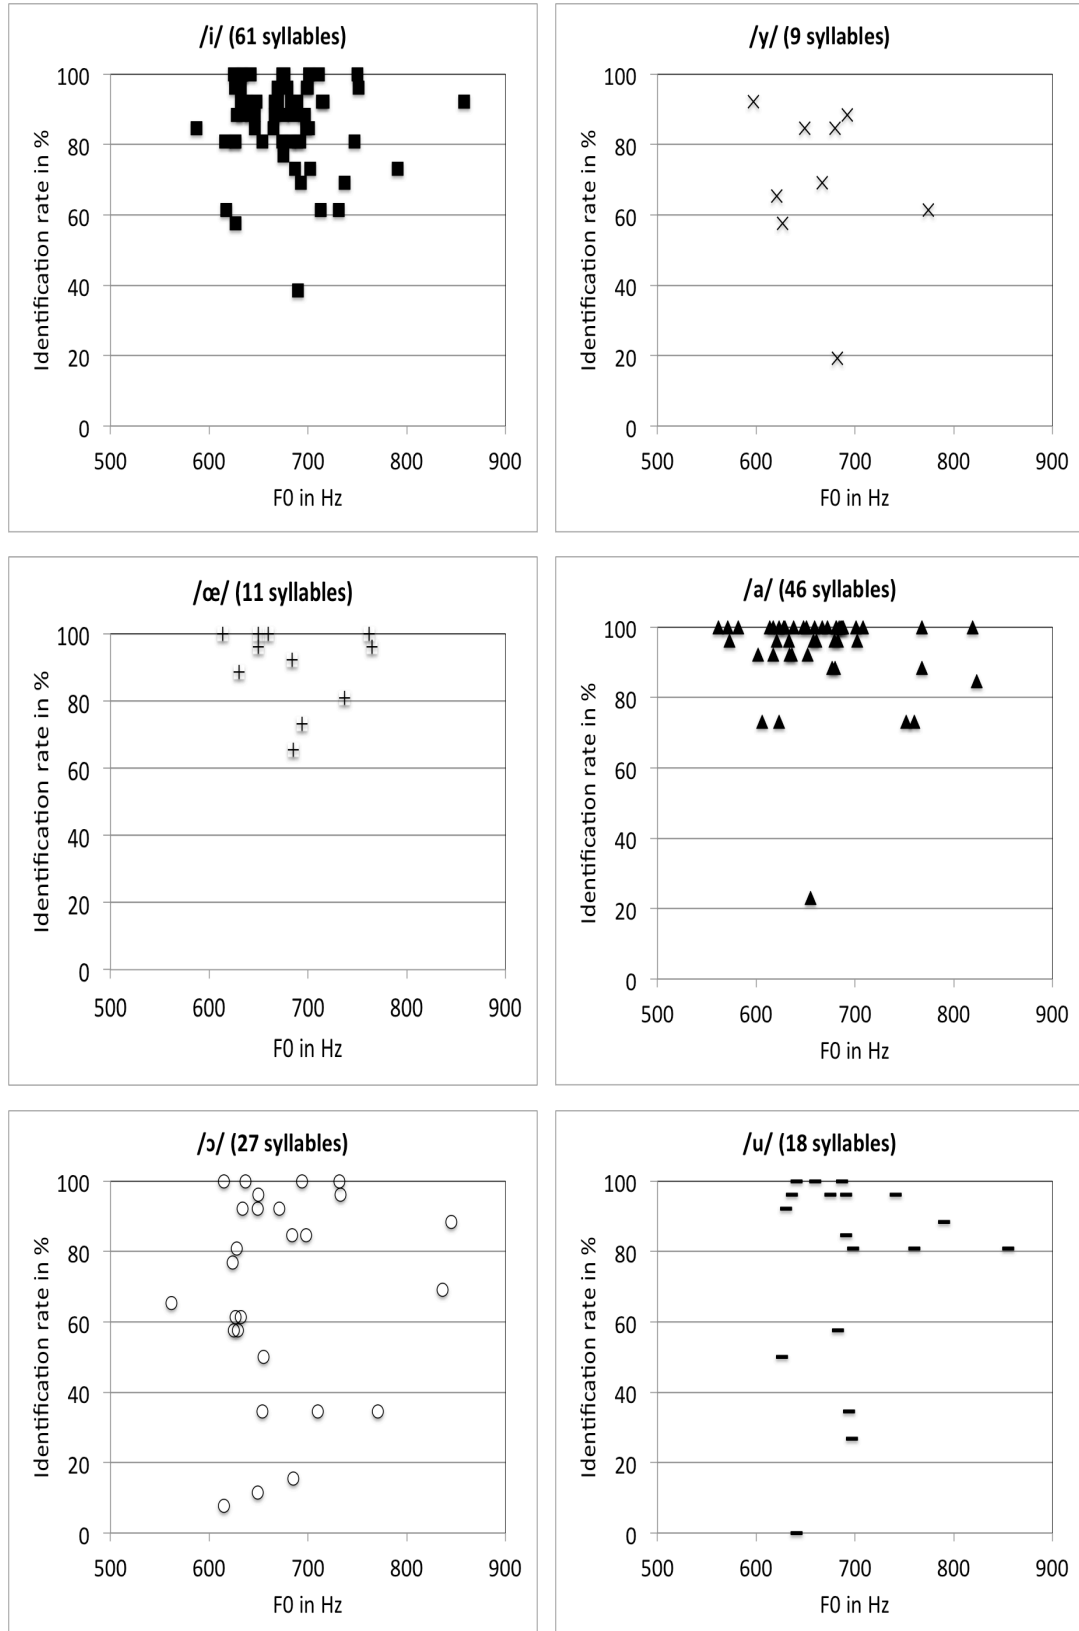 /i/ (61 syllables)
100
80
60
40
20
0
500 600 700 800 900
F0 in Hz
Identification rate in %
/y/ (9 syllables)
100
80
60
40
20
0
500 600 700 800 900
F0 in Hz
Identification rate in %
/œ/ (11 syllables)
100
80
60
40
20
0
500 600 700 800 900
F0 in Hz
Identification rate in %
/a/ (46 syllables)
100
80
60
40
20
0
500 600 700 800 900
F0 in Hz
Identification rate in %
/ɔ/ (27 syllables)
100
80
60
40
20
0
500 600 700 800 900
F0 in Hz
Identification rate in %
/u/ (18 syllables)
100
80
60
40
20
0
500 600 700 800 900
F0 in Hz
Identification rate in %